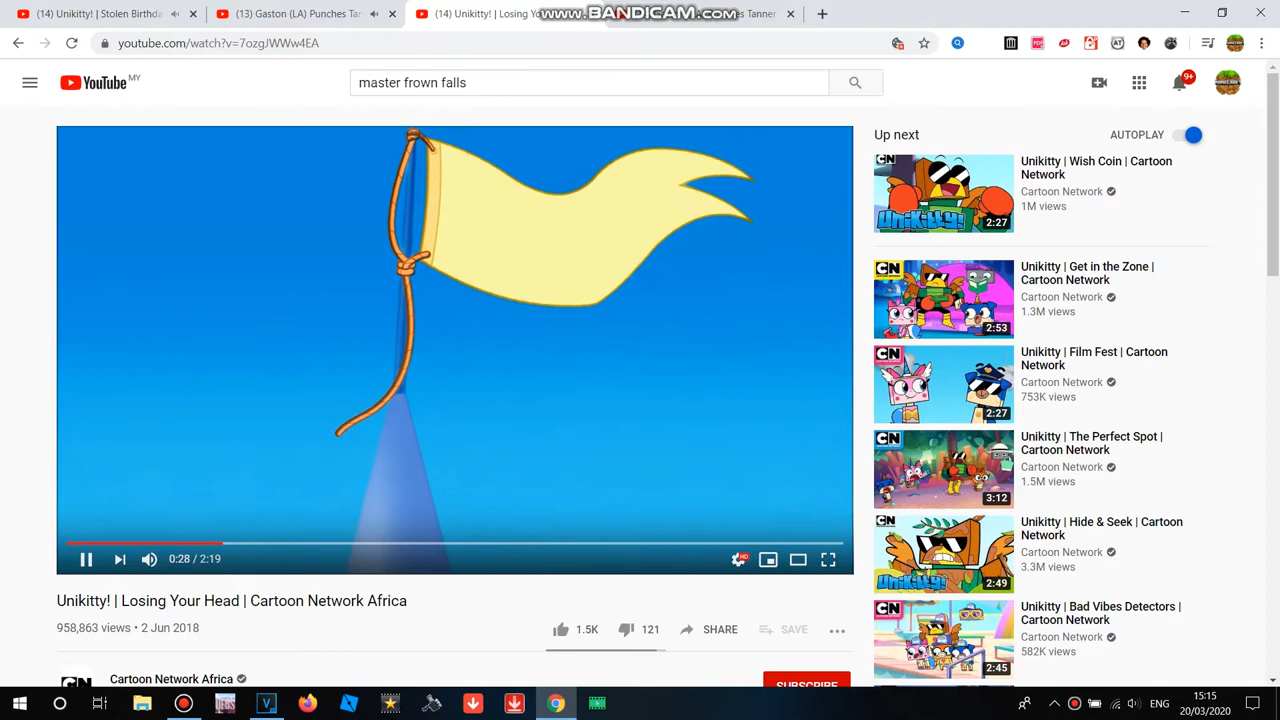 (14) Unikitty! | Stolen Birthda
(13) Gaston (LA) Punches Tan
(14) Unikitty! | Losing You
www.BANDICAM.com
es Tanner
youtube.com/watch?v=7ozgJWWw4EA
YouTube MY
master frown falls
9+
Up next
AUTOPLAY
Unikitty | Wish Coin | Cartoon
Network
Cartoon Network
1M views
2:27
Unikitty | Get in the Zone |
Cartoon Network
Cartoon Network
1.3M views
2:53
Unikitty | Film Fest | Cartoon
Network
Cartoon Network
753K views
2:27
Unikitty | The Perfect Spot |
Cartoon Network
Cartoon Network
1.5M views
3:12
Unikitty | Hide & Seek | Cartoon
Network
Cartoon Network
3.3M views
2:49
Unikitty | Bad Vibes Detectors |
Cartoon Network
Cartoon Network
582K views
2:45
0:28 / 2:19
HD
Unikitty! | Losing Your Head | Cartoon Network Africa
958,863 views • 2 Jun 2018
1.5K
121
SHARE
SAVE
Cartoon Network Africa
SUBSCRIBE
ENG
15:15
20/03/2020